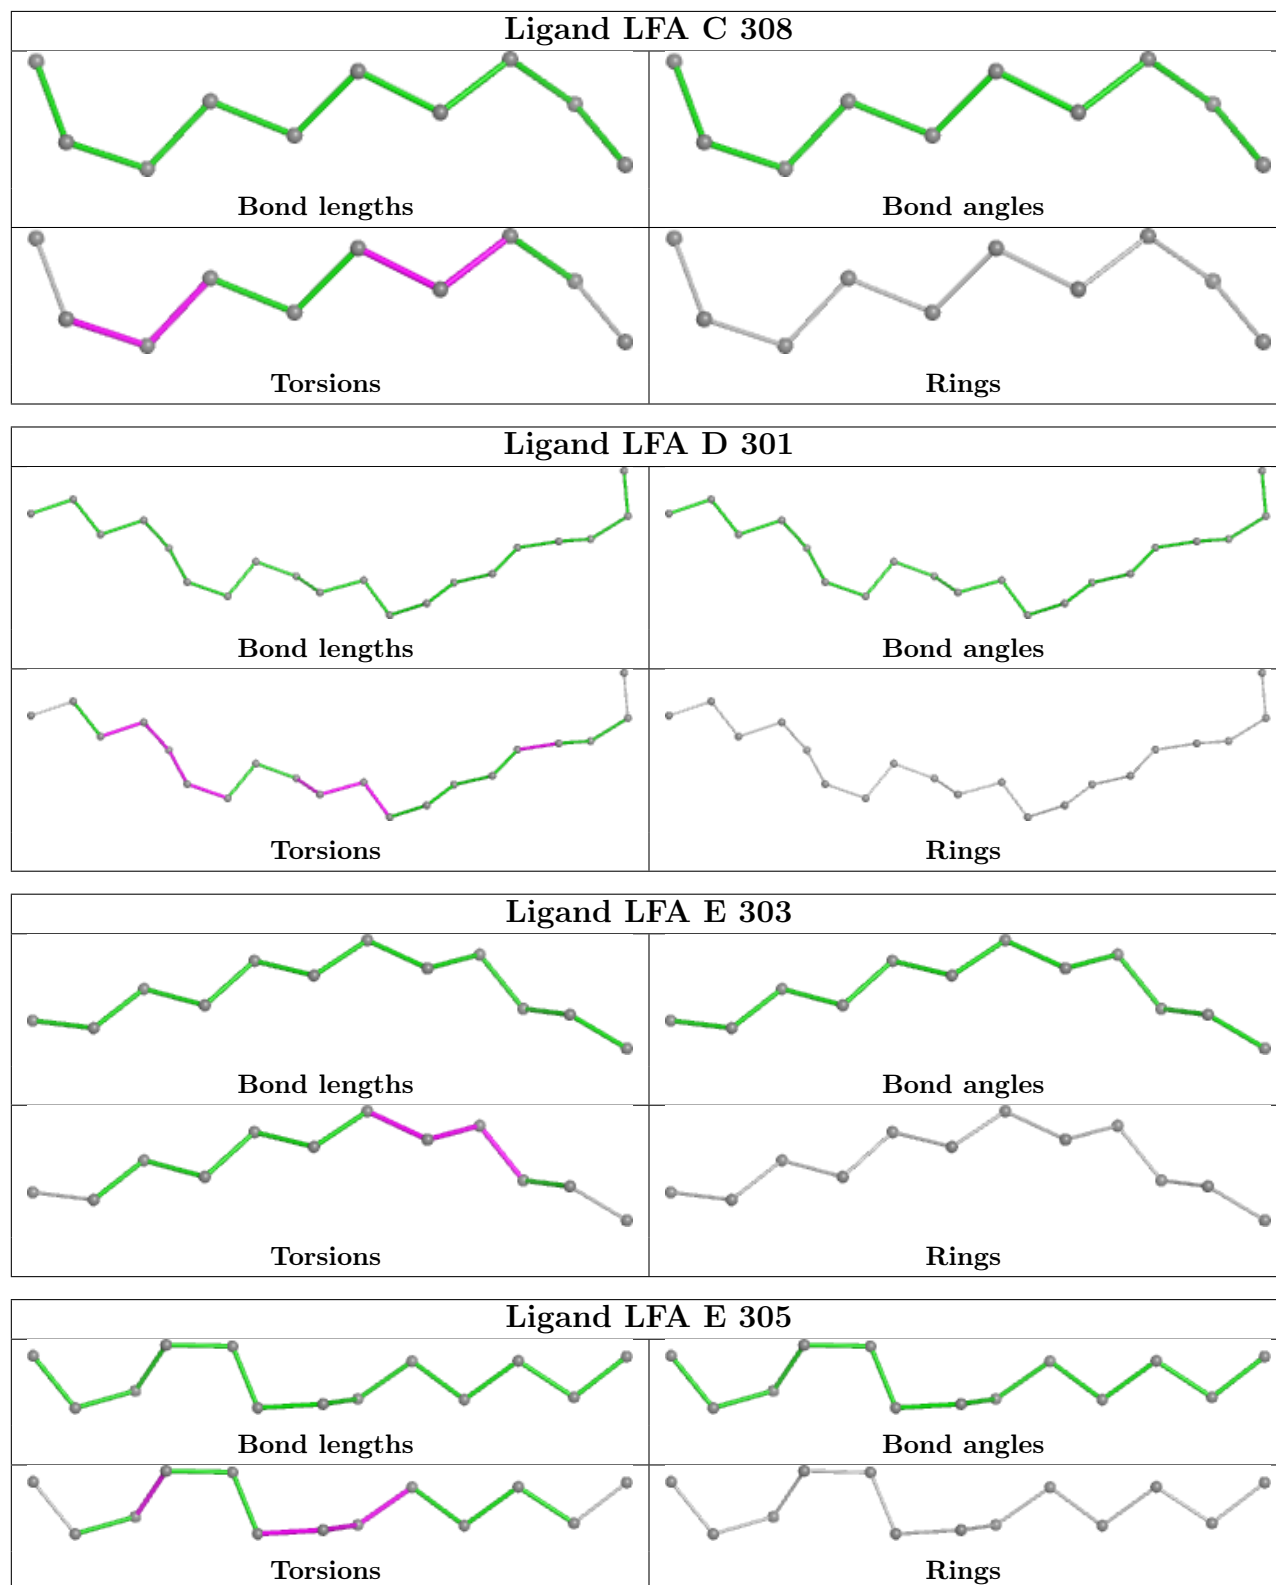 Ligand LFA C 308
Bond lengths Bond angles
Torsions Rings
Ligand LFA D 301
Bond lengths Bond angles
Torsions Rings
Ligand LFA E 303
Bond lengths Bond angles
Torsions Rings
Ligand LFA E 305
Bond lengths Bond angles
Torsions Rings